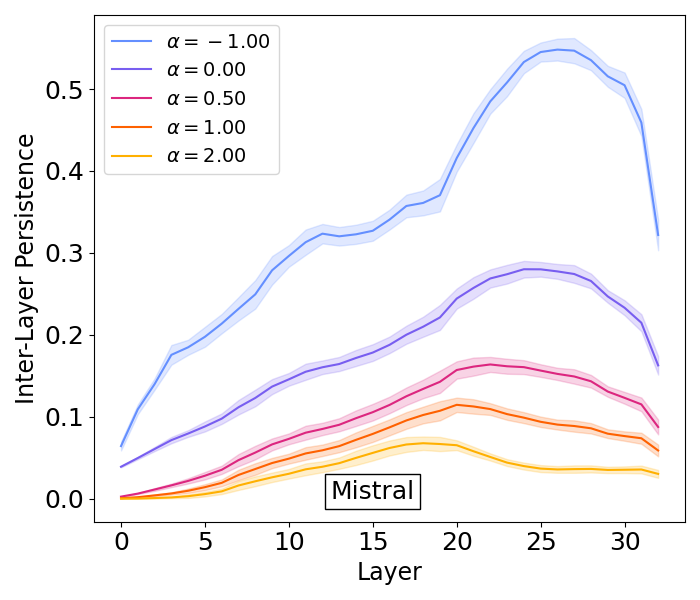 α = −1.00
α = 0.00
α = 0.50
α = 1.00
α = 2.00
Inter-Layer Persistence
0.5
0.4
0.3
0.2
0.1
0.0
Mistral
0 5 10 15 20 25 30
Layer